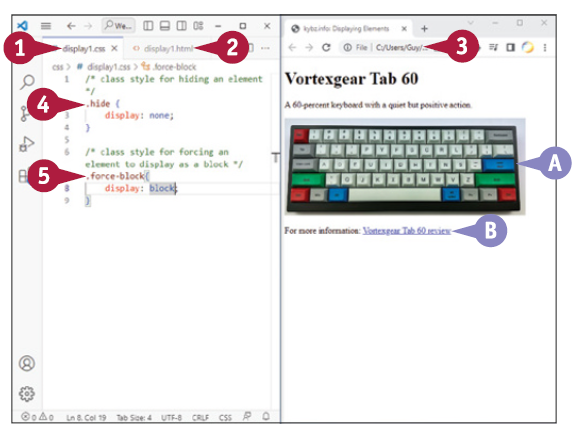 We...
1
display1.css
display1.html
2
css > # display1.css > .force-block
1 /* class style for hiding an element
*/
2 .hide {
3 display: none;
4 }
5
6 /* class style for forcing an
element to display as a block */
7 .force-block{
8 display: block;
9 }
4
5
0 0
Ln 8, Col 19 Tab Size: 4 UTF-8 CRLF CSS
kybz.info: Displaying Elements
File C:/Users/Guy/...
3
Vortexgear Tab 60
A 60-percent keyboard with a quiet but positive action.
A
For more information: Vortexgear Tab 60 review
B